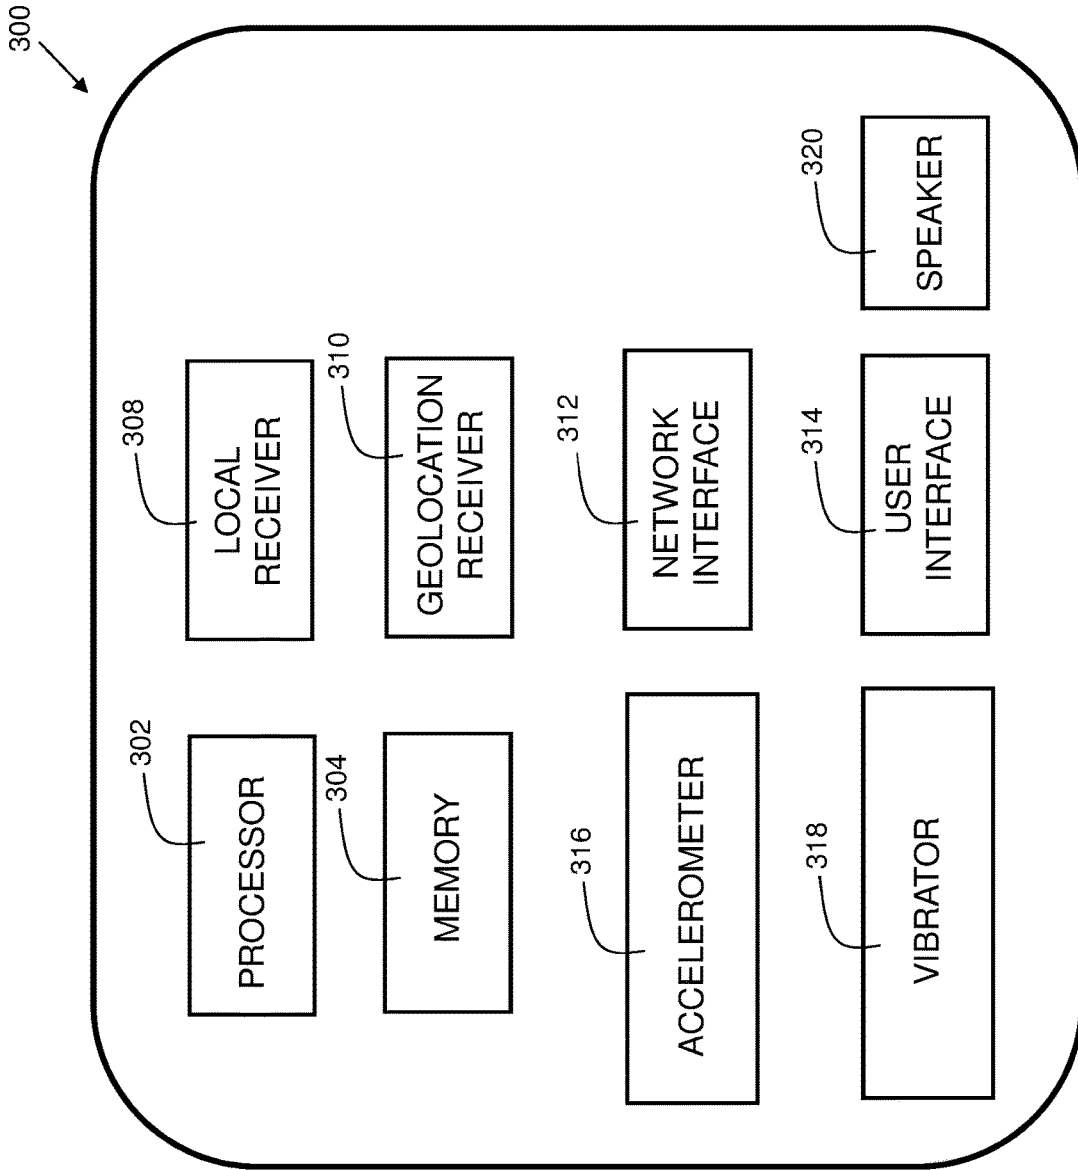 300
302
PROCESSOR
308
LOCAL
RECEIVER
304
MEMORY
310
GEOLOCATION
RECEIVER
316
ACCELEROMETER
312
NETWORK
INTERFACE
318
VIBRATOR
314
USER
INTERFACE
320
SPEAKER